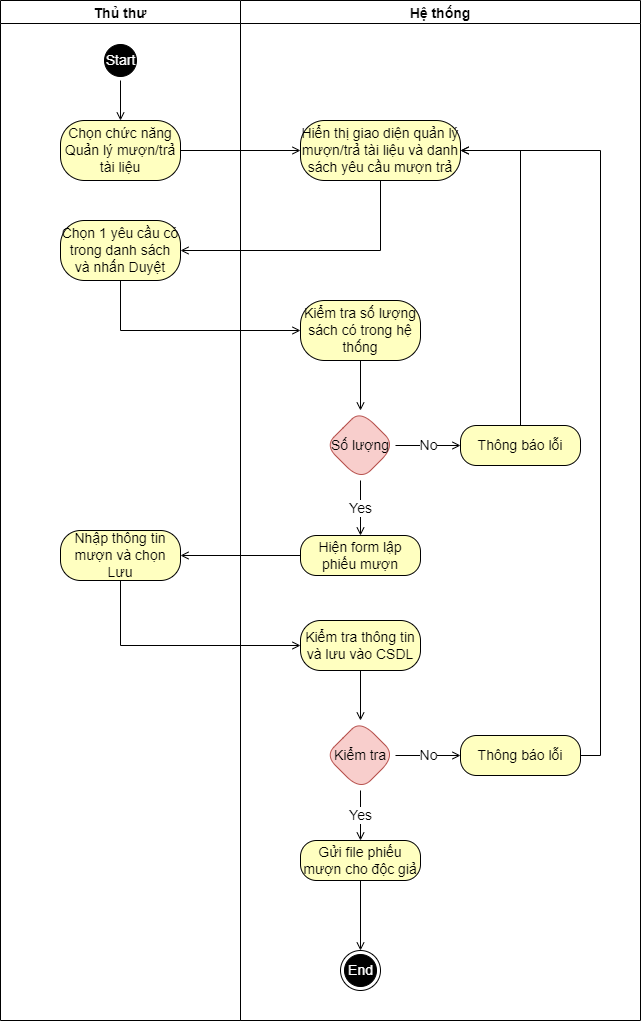 Thủ thư
Hệ thống
Start
Chọn chức năng
Quản lý mượn/trả
tài liệu
Hiển thị giao diện quản lý
mượn/trả tài liệu và danh
sách yêu cầu mượn trả
Chọn 1 yêu cầu có
trong danh sách
và nhấn Duyệt
Kiểm tra số lượng
sách có trong hệ
thống
Số lượng
No
Thông báo lỗi
Yes
Hiện form lập
phiếu mượn
Nhập thông tin
mượn và chọn
Lưu
Kiểm tra thông tin
và lưu vào CSDL
Kiểm tra
No
Thông báo lỗi
Yes
Gửi file phiếu
mượn cho độc giả
End